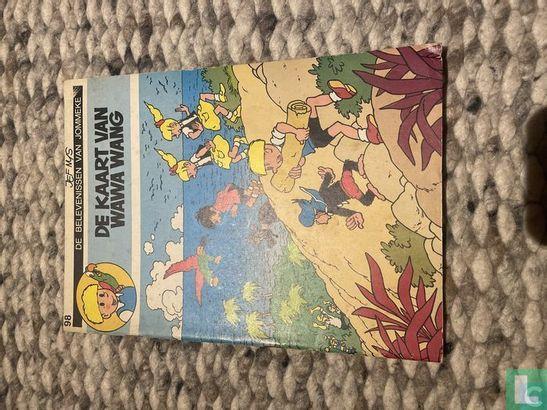 98
DE BELEVENISSEN VAN JOMMEKE
JEF NYS
DE KAART VAN
WAWA WANG